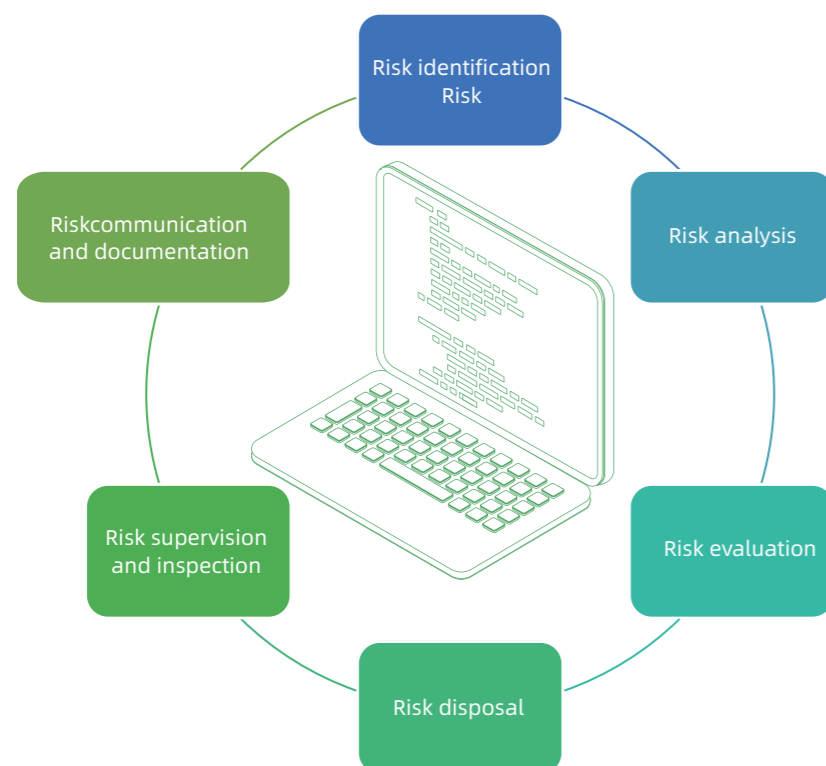 Risk identification
Risk
Risk analysis
Risk evaluation
Risk disposal
Risk supervision
and inspection
Riskcommunication
and documentation